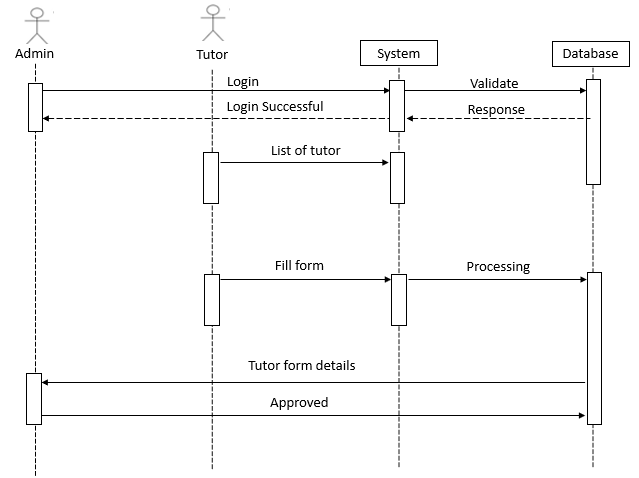 Admin
Tutor
System
Database
Login
Validate
Login Successful
Response
List of tutor
Fill form
Processing
Tutor form details
Approved